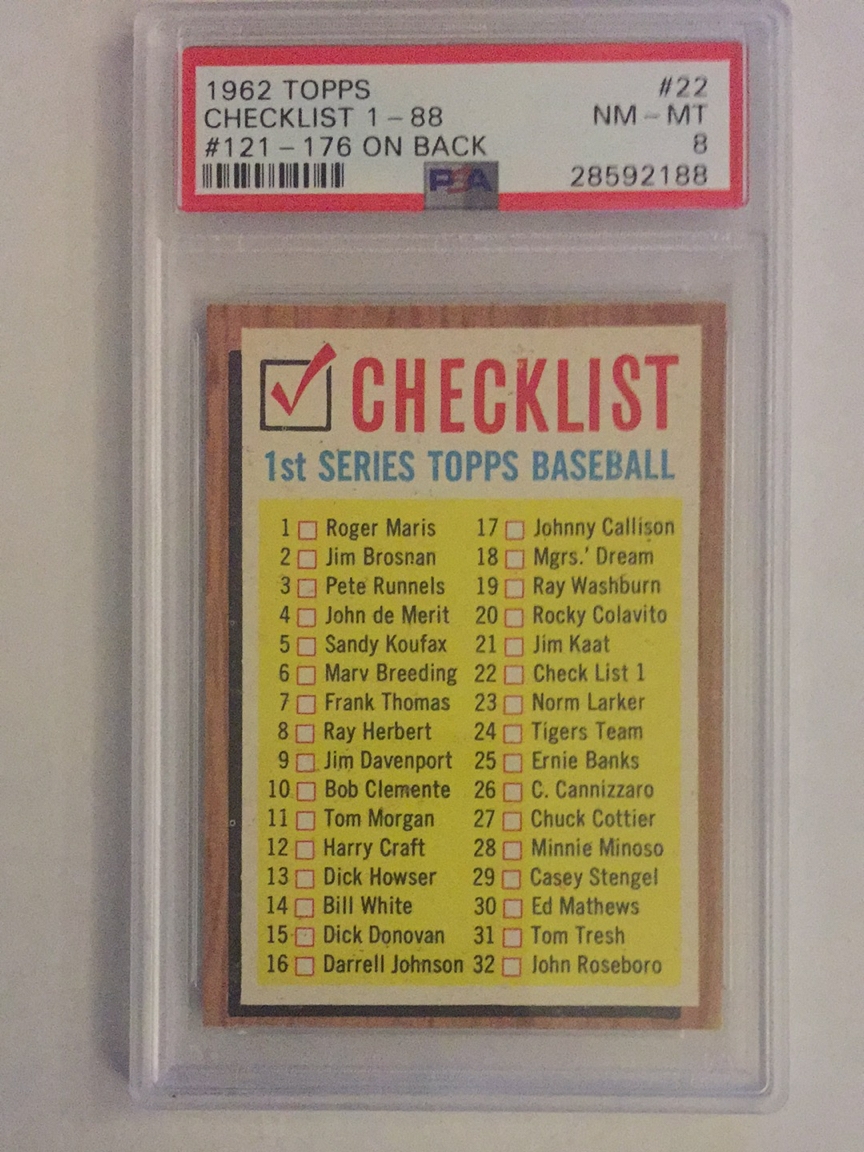 1962 TOPPS #22
CHECKLIST 1 - 88 NM - MT
#121 - 176 ON BACK 8
PSA 28592188
CHECKLIST
1st SERIES TOPPS BASEBALL
1 Roger Maris 17 Johnny Callison
2 Jim Brosnan 18 Mgrs.' Dream
3 Pete Runnels 19 Ray Washburn
4 John de Merit 20 Rocky Colavito
5 Sandy Koufax 21 Jim Kaat
6 Marv Breeding 22 Check List 1
7 Frank Thomas 23 Norm Larker
8 Ray Herbert 24 Tigers Team
9 Jim Davenport 25 Ernie Banks
10 Bob Clemente 26 C. Cannizzaro
11 Tom Morgan 27 Chuck Cottier
12 Harry Craft 28 Minnie Minoso
13 Dick Howser 29 Casey Stengel
14 Bill White 30 Ed Mathews
15 Dick Donovan 31 Tom Tresh
16 Darrell Johnson 32 John Roseboro